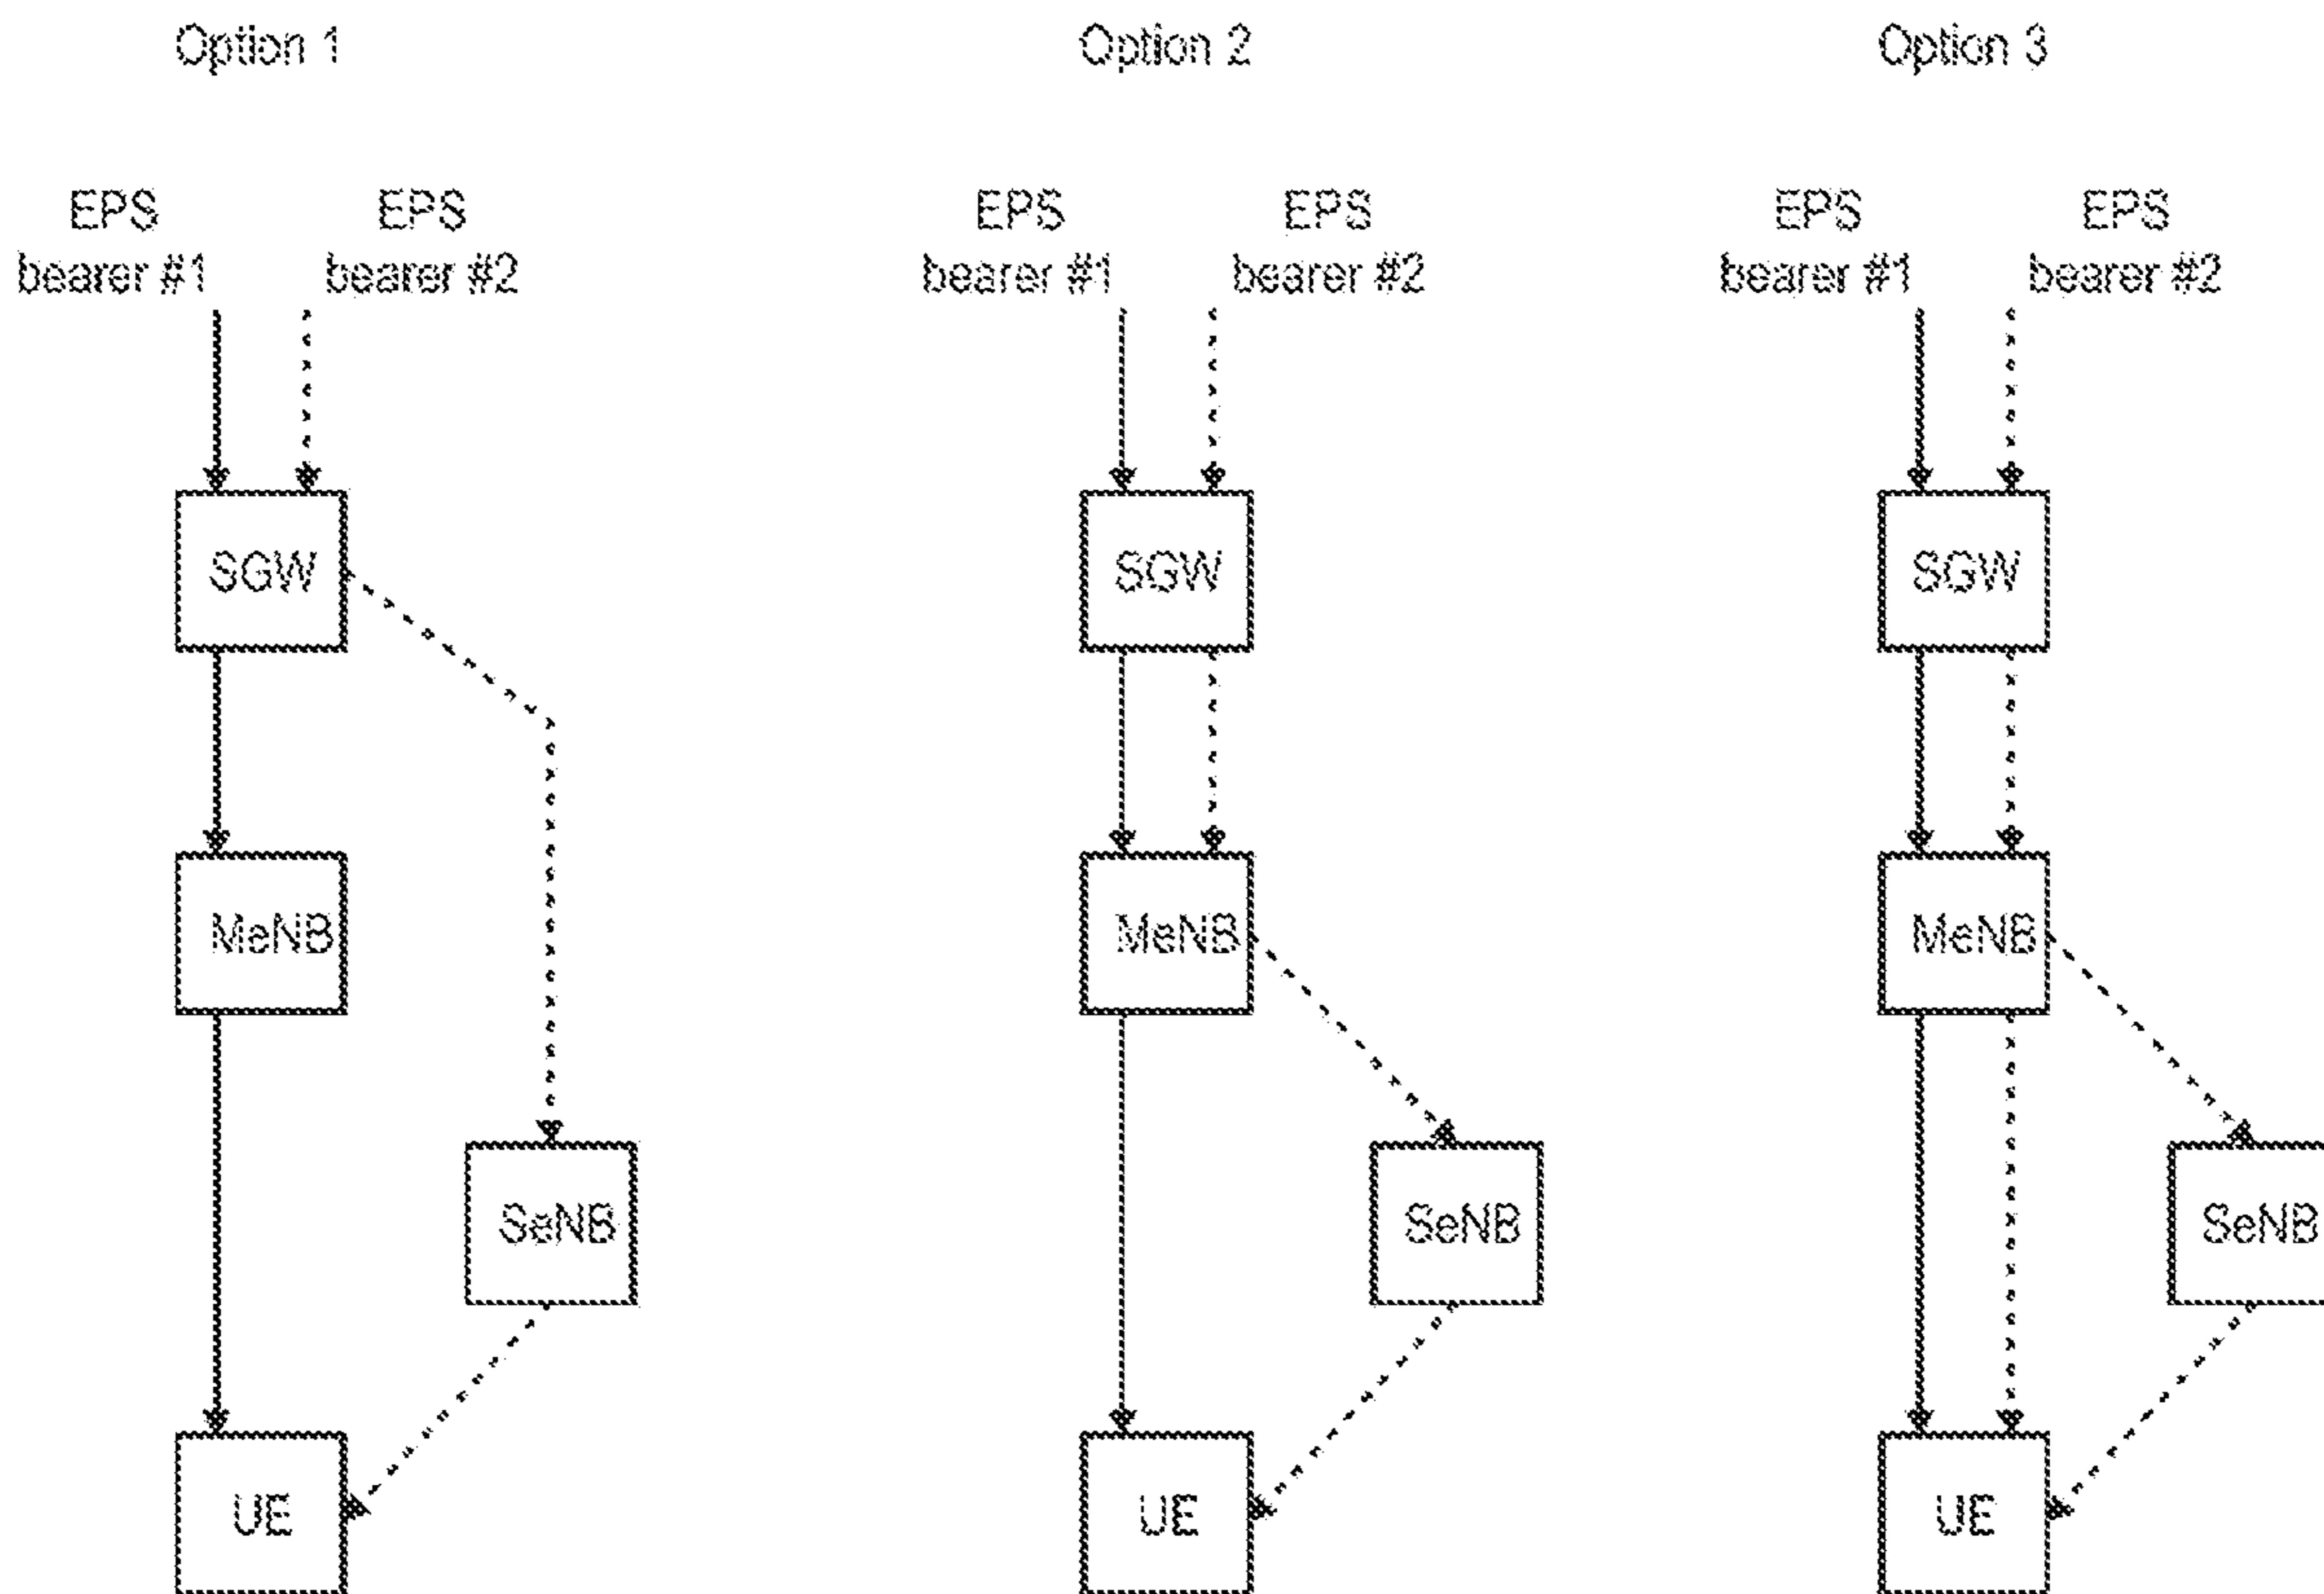 Option 1
Option 2
Option 3
EPS
bearer #1
EPS
bearer #2
EPS
bearer #1
EPS
bearer #2
EPS
bearer #1
EPS
bearer #2
SGW
SGW
SGW
MeNB
MeNB
MeNB
SeNB
SeNB
SeNB
UE
UE
UE